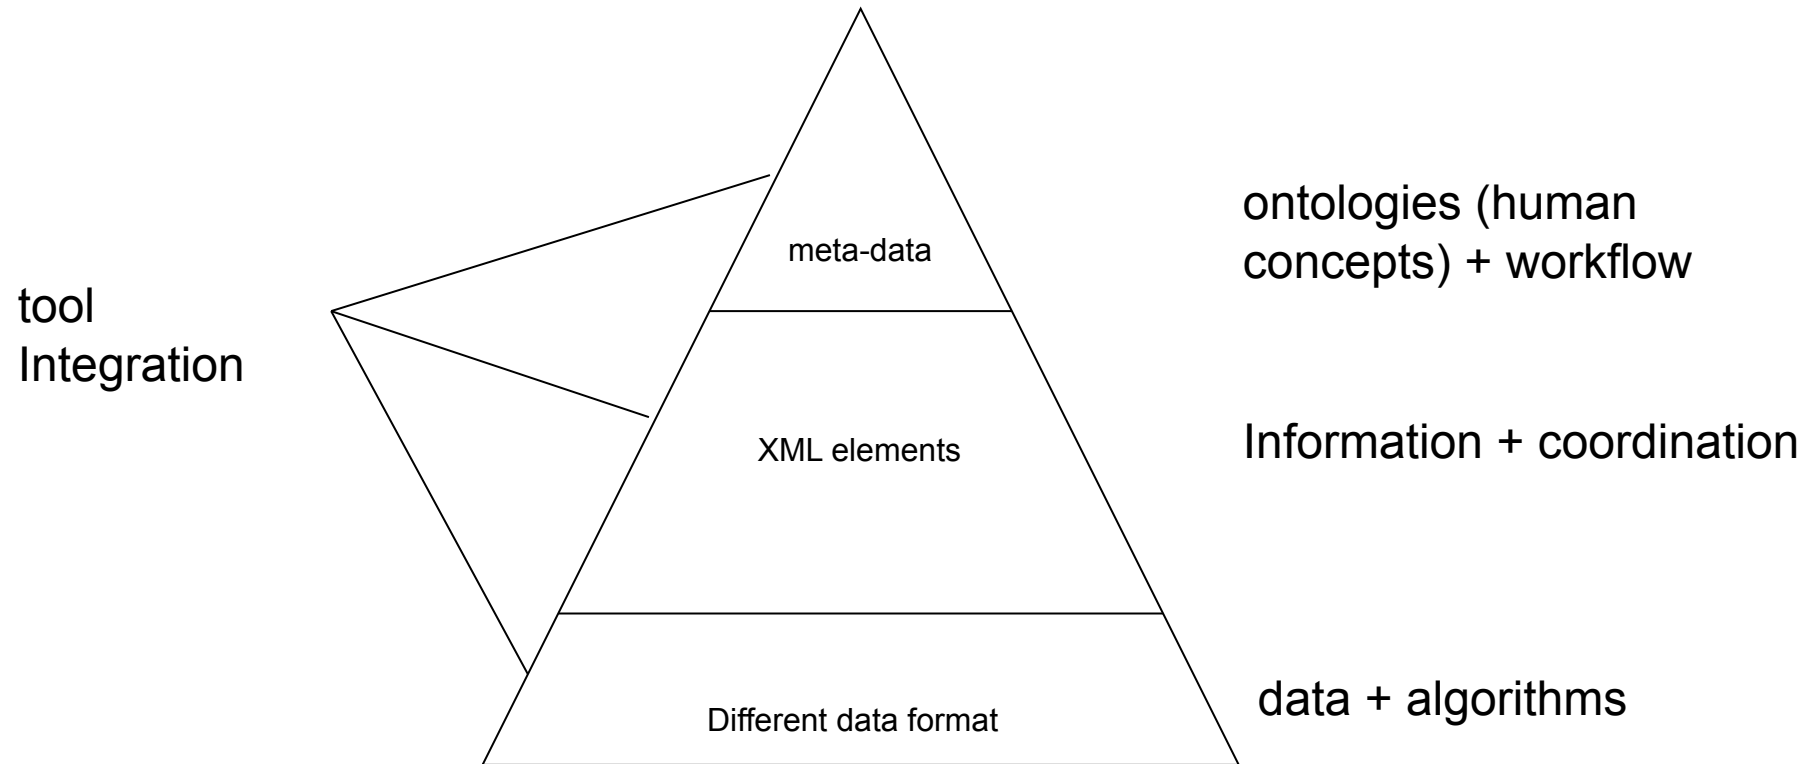 meta-data
ontologies (human
concepts) + workflow
tool
Integration
XML elements
Information + coordination
Different data format
data + algorithms